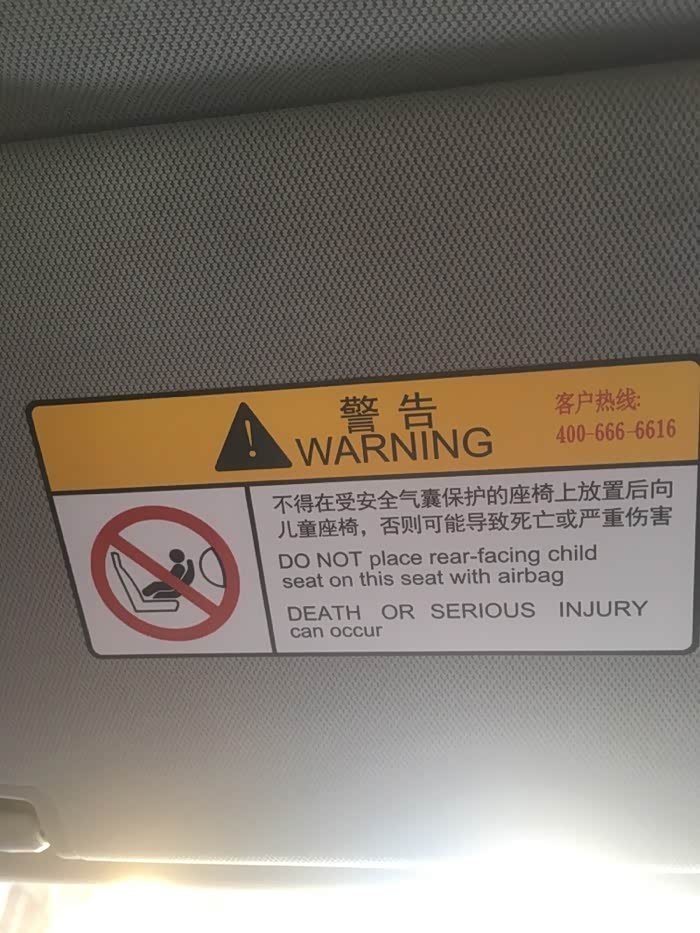 警告
WARNING
客户热线:
400-666-6616
不得在受安全气囊保护的座椅上放置后向
儿童座椅，否则可能导致死亡或严重伤害
DO NOT place rear-facing child
seat on this seat with airbag
DEATH OR SERIOUS INJURY
can occur